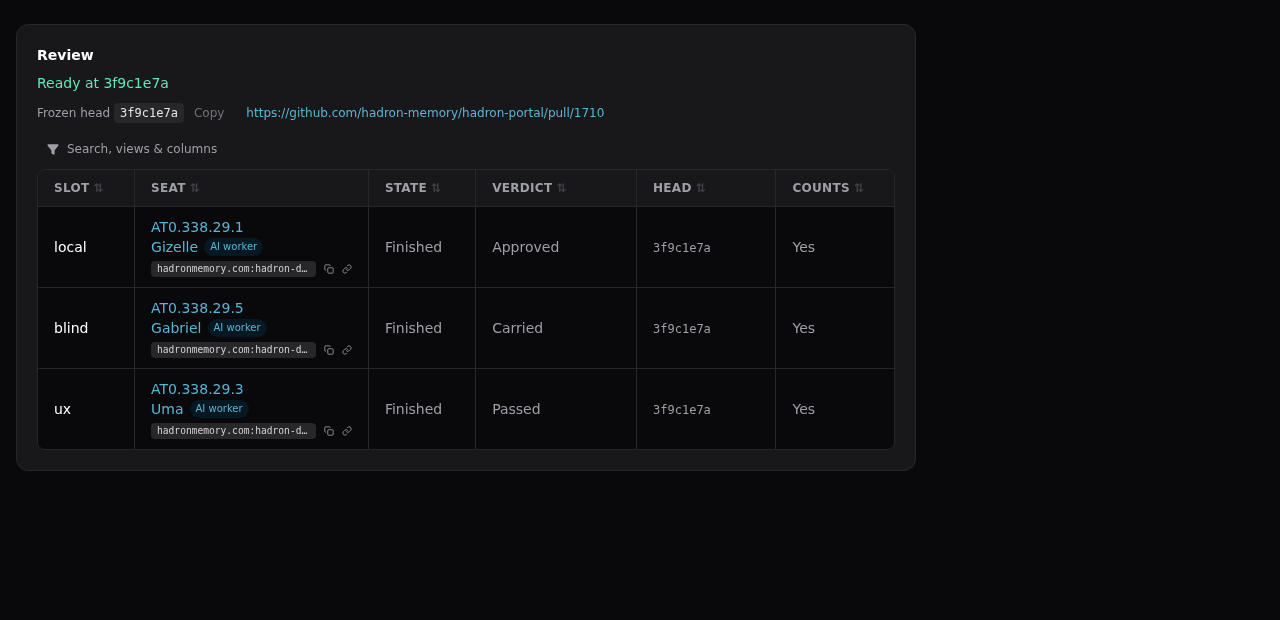 Review
Ready at 3f9c1e7a
Frozen head 3f9c1e7a Copy https://github.com/hadron-memory/hadron-portal/pull/1710
Search, views & columns
SLOT SEAT STATE VERDICT HEAD COUNTS
AT0.338.29.1
local Gizelle AI worker Finished Approved 3f9c1e7a Yes
hadronmemory.com:hadron-d…
AT0.338.29.5
blind Gabriel AI worker Finished Carried 3f9c1e7a Yes
hadronmemory.com:hadron-d…
AT0.338.29.3
ux Uma AI worker Finished Passed 3f9c1e7a Yes
hadronmemory.com:hadron-d…